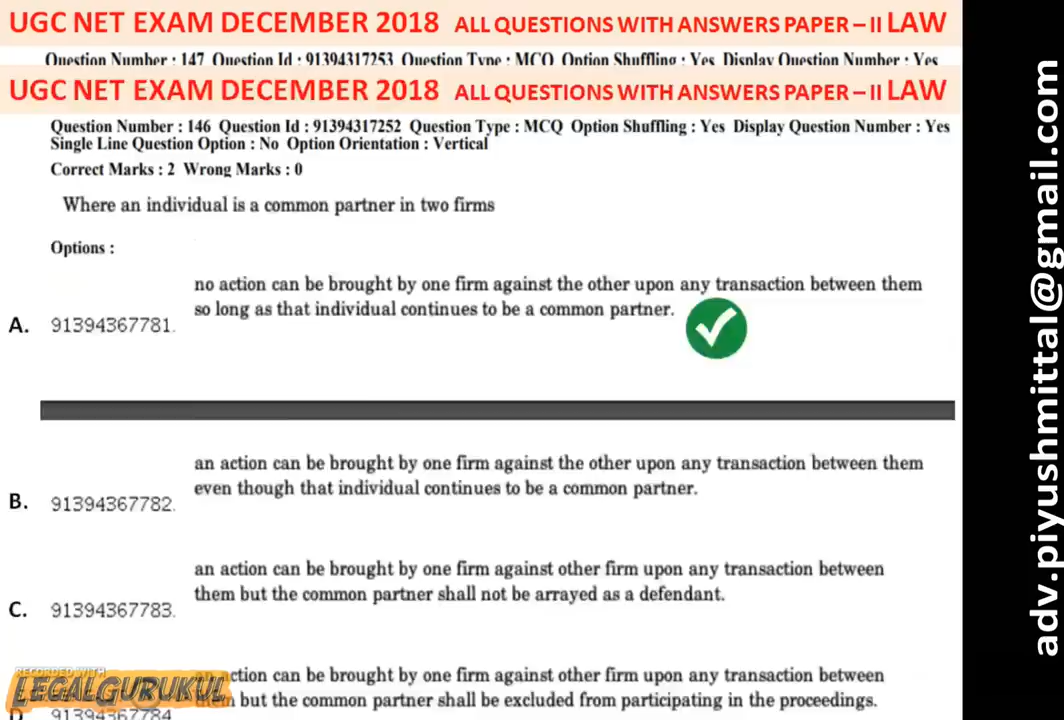 UGC NET EXAM DECEMBER 2018 ALL QUESTIONS WITH ANSWERS PAPER – II LAW
Question Number : 147 Question Id : 91394317253 Question Type : MCQ Option Shuffling : Yes Display Question Number : Yes
UGC NET EXAM DECEMBER 2018 ALL QUESTIONS WITH ANSWERS PAPER – II LAW
Question Number : 146 Question Id : 91394317252 Question Type : MCQ Option Shuffling : Yes Display Question Number : Yes
Single Line Question Option : No Option Orientation : Vertical
Correct Marks : 2 Wrong Marks : 0
Where an individual is a common partner in two firms
Options :
no action can be brought by one firm against the other upon any transaction between them
so long as that individual continues to be a common partner.
A. 91394367781.
an action can be brought by one firm against the other upon any transaction between them
even though that individual continues to be a common partner.
B. 91394367782.
an action can be brought by one firm against other firm upon any transaction between
them but the common partner shall not be arrayed as a defendant.
C. 91394367783.
action can be brought by one firm against other firm upon any transaction between
but the common partner shall be excluded from participating in the proceedings.
D. 91394367784
RECORDED WITH
LEGALGURUKUL
adv.piyushmittal@gmail.com